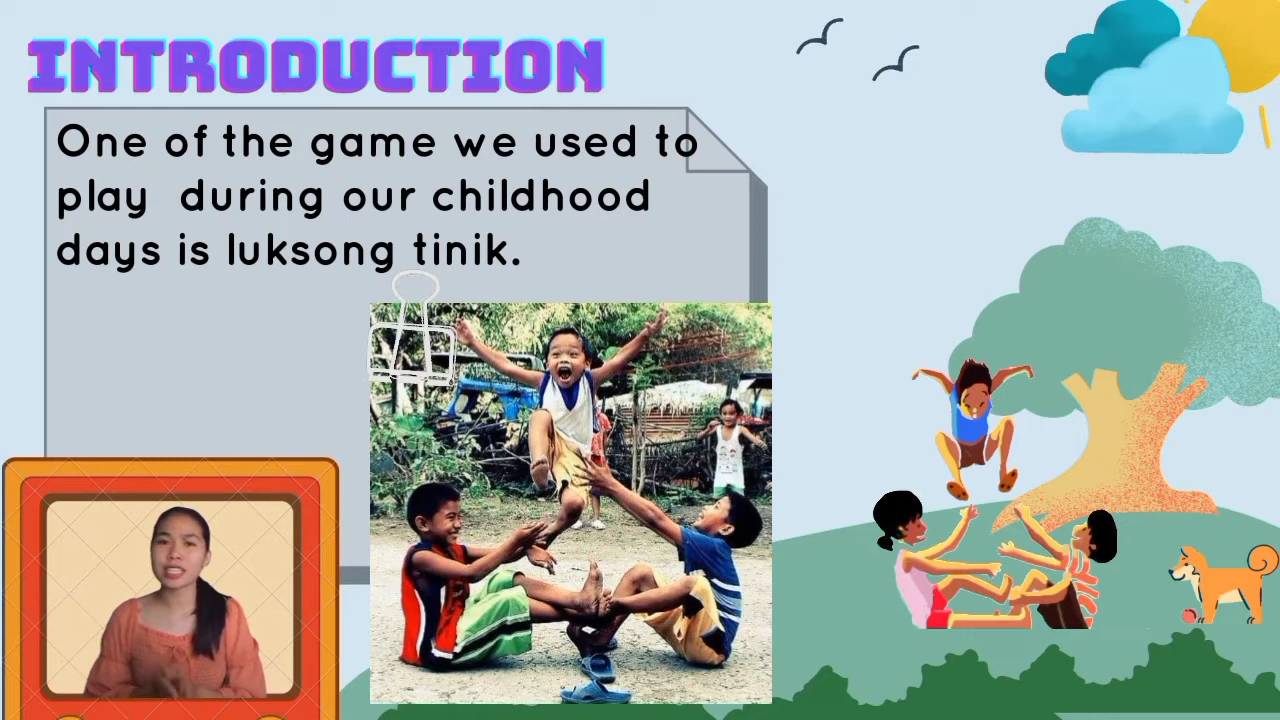 INTRODUCTION
One of the game we used to
play during our childhood
days is luksong tinik.